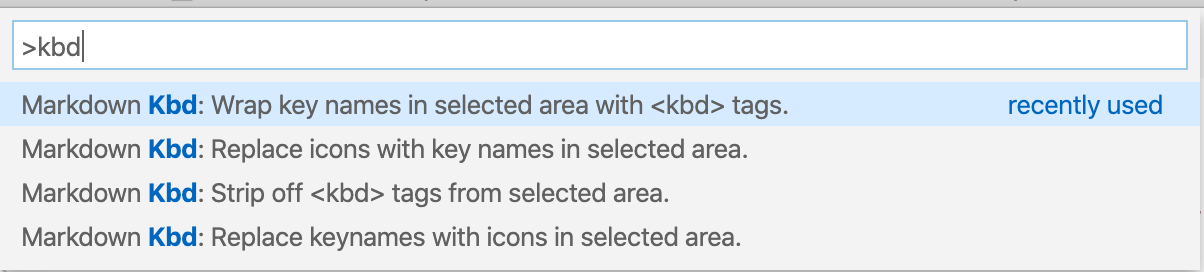 >kbd
Markdown Kbd: Wrap key names in selected area with <kbd> tags. recently used
Markdown Kbd: Replace icons with key names in selected area.
Markdown Kbd: Strip off <kbd> tags from selected area.
Markdown Kbd: Replace keynames with icons in selected area.